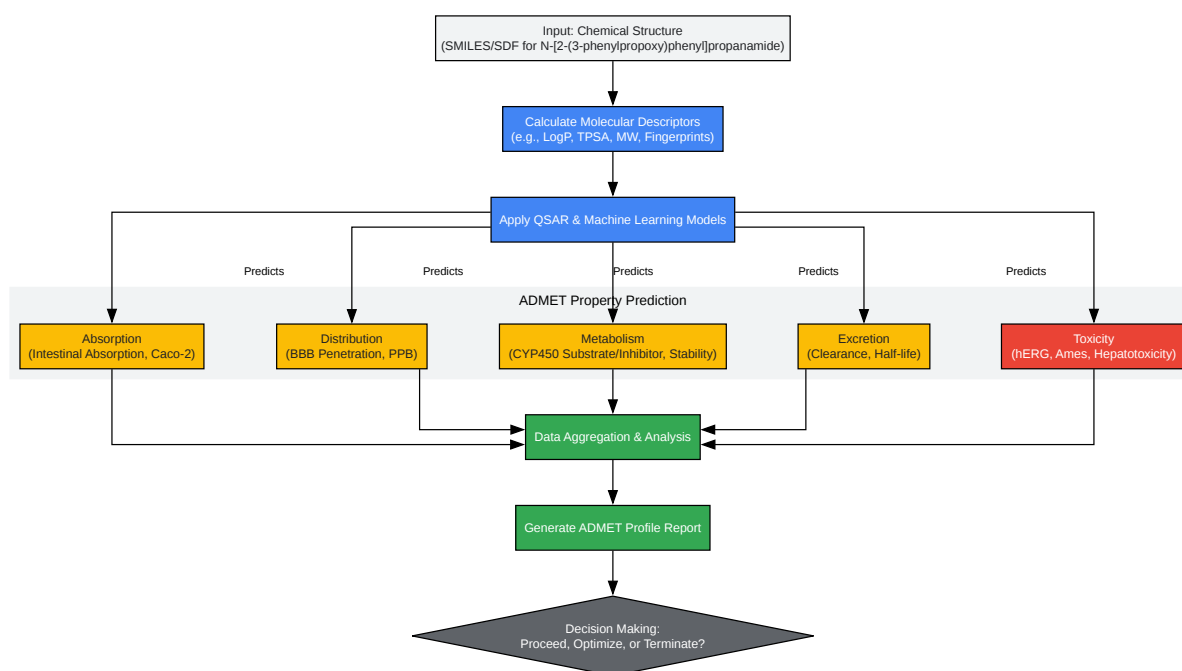 Input: Chemical Structure
(SMILES/SDF for N-[2-(3-phenylpropoxy)phenyl]propanamide)
Calculate Molecular Descriptors
(e.g., LogP, TPSA, MW, Fingerprints)
Apply QSAR & Machine Learning Models
Predicts
Predicts
Predicts
Predicts
Predicts
ADMET Property Prediction
Absorption
(Intestinal Absorption, Caco-2)
Distribution
(BBB Penetration, PPB)
Metabolism
(CYP450 Substrate/Inhibitor, Stability)
Excretion
(Clearance, Half-life)
Toxicity
(hERG, Ames, Hepatotoxicity)
Data Aggregation & Analysis
Generate ADMET Profile Report
Decision Making:
Proceed, Optimize, or Terminate?